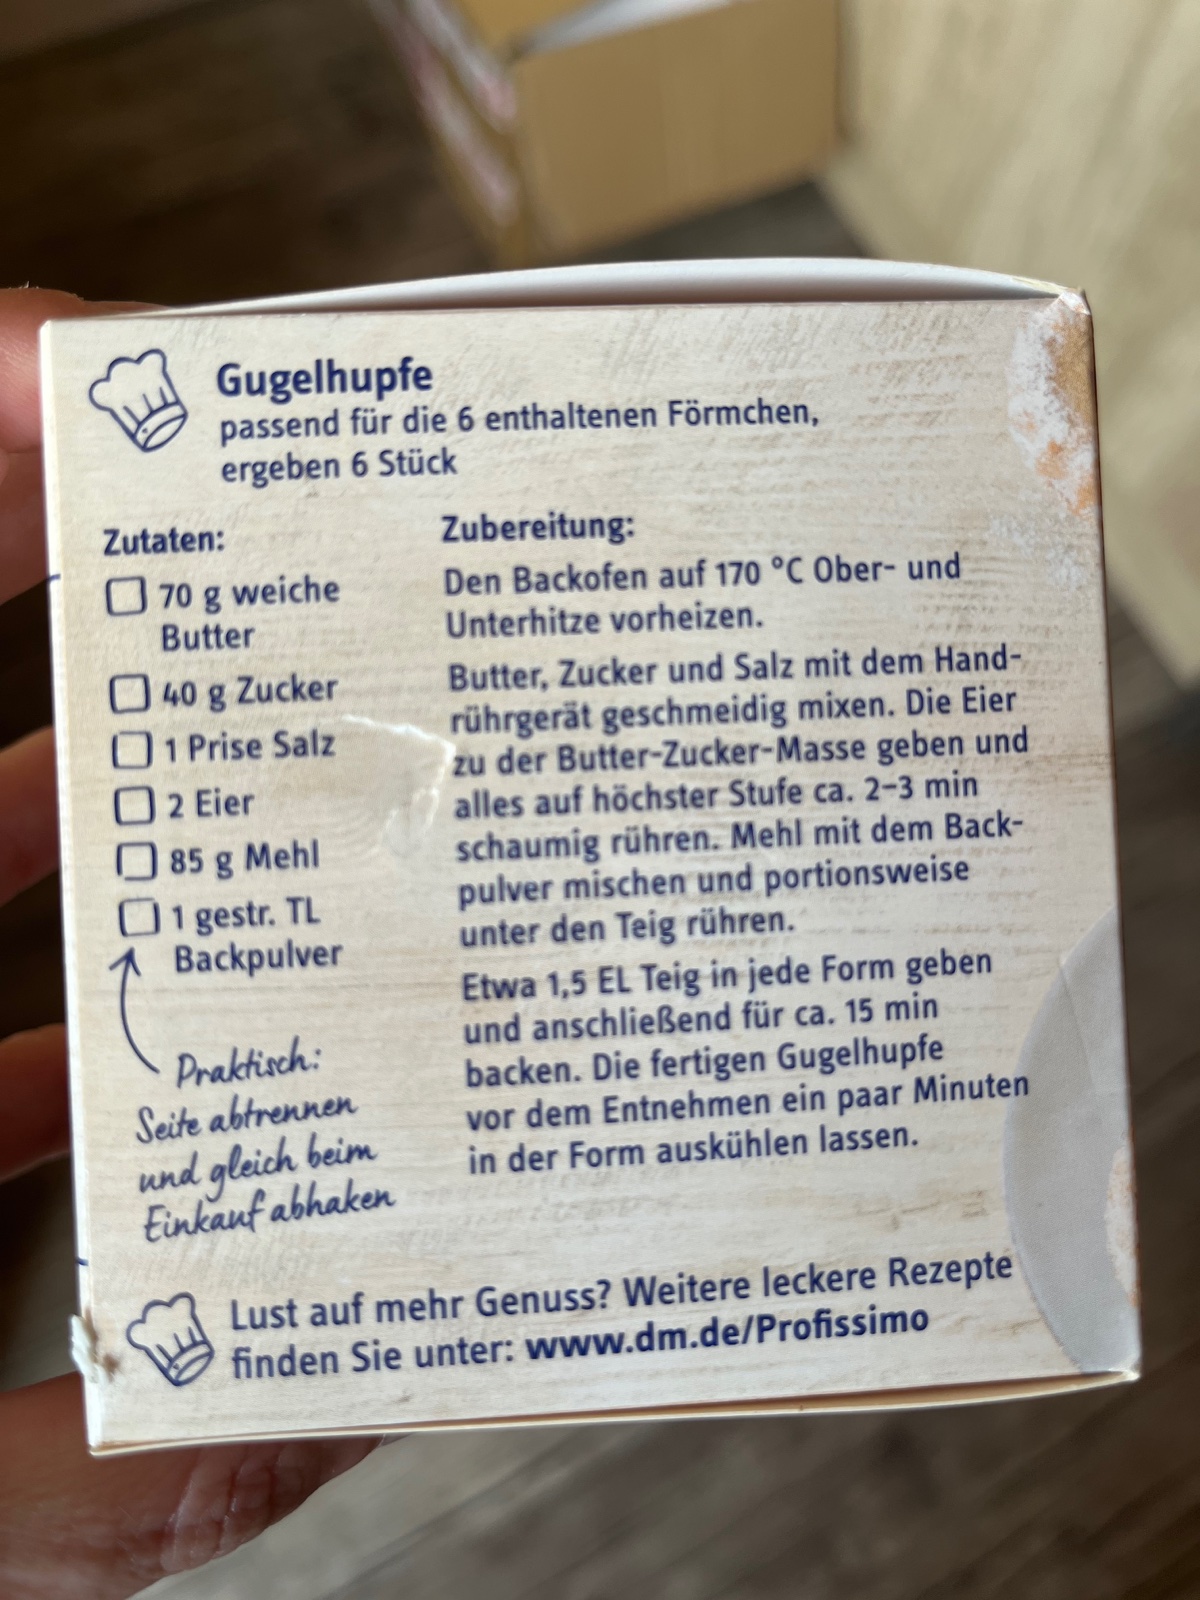 Gugelhupfe
passend für die 6 enthaltenen Förmchen,
ergeben 6 Stück
Zutaten:
70 g weiche
Butter
40 g Zucker
1 Prise Salz
2 Eier
85 g Mehl
1 gestr. TL
Backpulver
Praktisch:
Seite abtrennen
und gleich beim
Einkauf abhaken
Zubereitung:
Den Backofen auf 170 °C Ober- und
Unterhitze vorheizen.
Butter, Zucker und Salz mit dem Hand-
rührgerät geschmeidig mixen. Die Eier
zu der Butter-Zucker-Masse geben und
alles auf höchster Stufe ca. 2–3 min
schaumig rühren. Mehl mit dem Back-
pulver mischen und portionsweise
unter den Teig rühren.
Etwa 1,5 EL Teig in jede Form geben
und anschließend für ca. 15 min
backen. Die fertigen Gugelhupfe
vor dem Entnehmen ein paar Minuten
in der Form auskühlen lassen.
Lust auf mehr Genuss? Weitere leckere Rezepte
finden Sie unter: www.dm.de/Profissimo